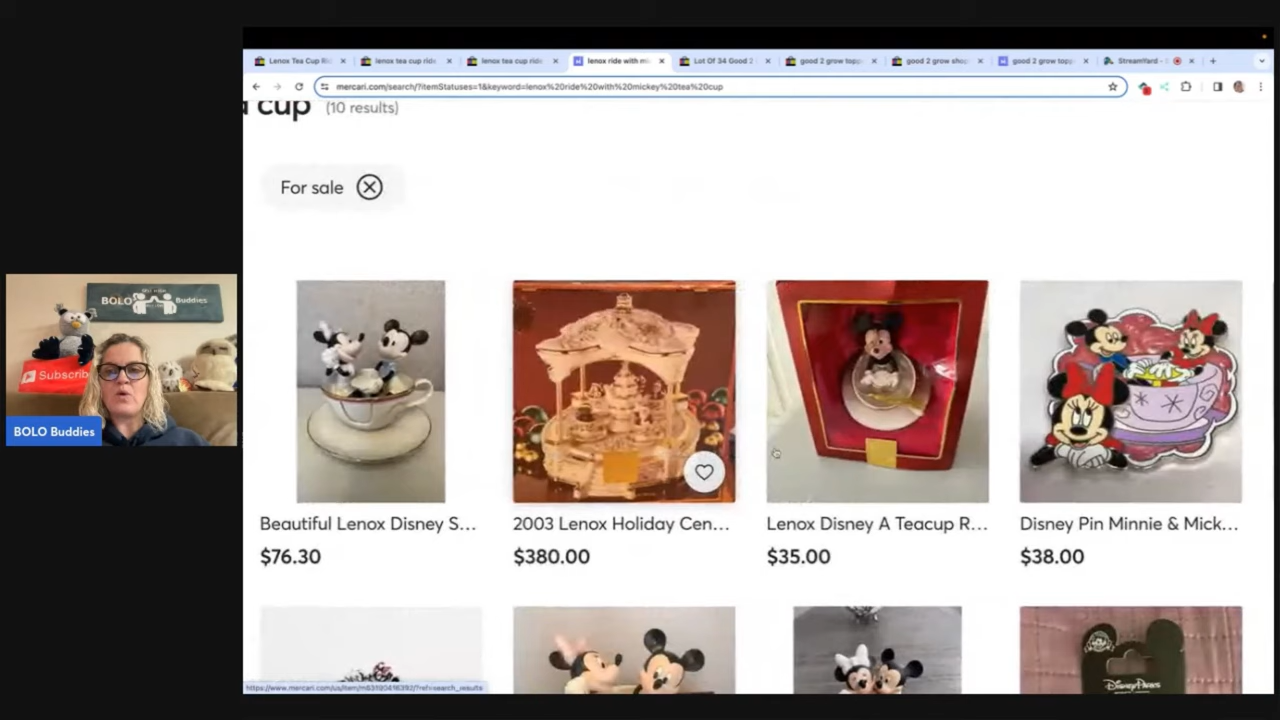 Lenox Tea Cup Ri
lenox tea cup ride
lenox tea cup ride
lenox ride with mi
Lot Of 34 Good 2
good 2 grow topp
good 2 grow shop
good 2 grow topp
StreamYard - S
mercari.com/search/?itemStatuses=1&keyword=lenox%20ride%20with%20mickey%20tea%20cup
a cup (10 results)
For sale
BOLO Buddies
Subscrib
BOLO Buddies
Beautiful Lenox Disney S...
$76.30
2003 Lenox Holiday Cen...
$380.00
Lenox Disney A Teacup R...
$35.00
Disney Pin Minnie & Mick...
$38.00
Disney PARKS